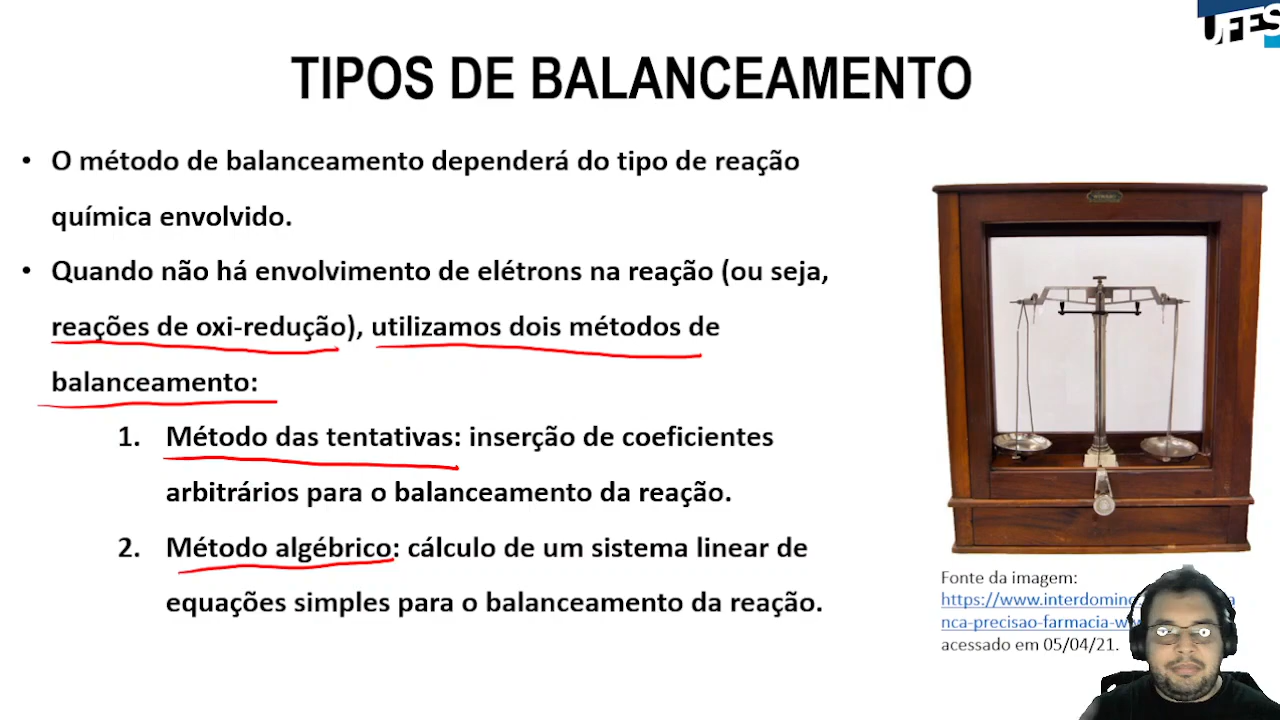 UFES
TIPOS DE BALANCEAMENTO
• O método de balanceamento dependerá do tipo de reação
química envolvido.
• Quando não há envolvimento de elétrons na reação (ou seja,
reações de oxi-redução), utilizamos dois métodos de
balanceamento:
1. Método das tentativas: inserção de coeficientes
arbitrários para o balanceamento da reação.
2. Método algébrico: cálculo de um sistema linear de
equações simples para o balanceamento da reação.
Fonte da imagem:
https://www.interdomin
nca-precisao-farmacia-w
acessado em 05/04/21.